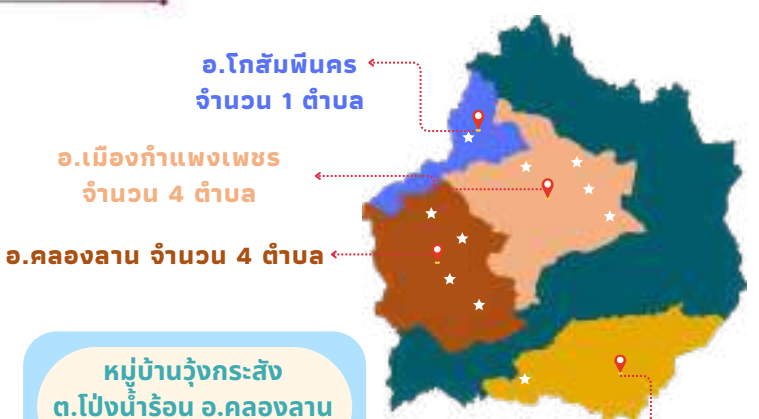 อ.โกสัมพีนคร
จำนวน 1 ตำบล
อ.เมืองกำแพงเพชร
จำนวน 4 ตำบล
อ.คลองลาน จำนวน 4 ตำบล
หมู่บ้านวุ้งกระสัง
ต.โป่งน้ำร้อน อ.คลองลาน